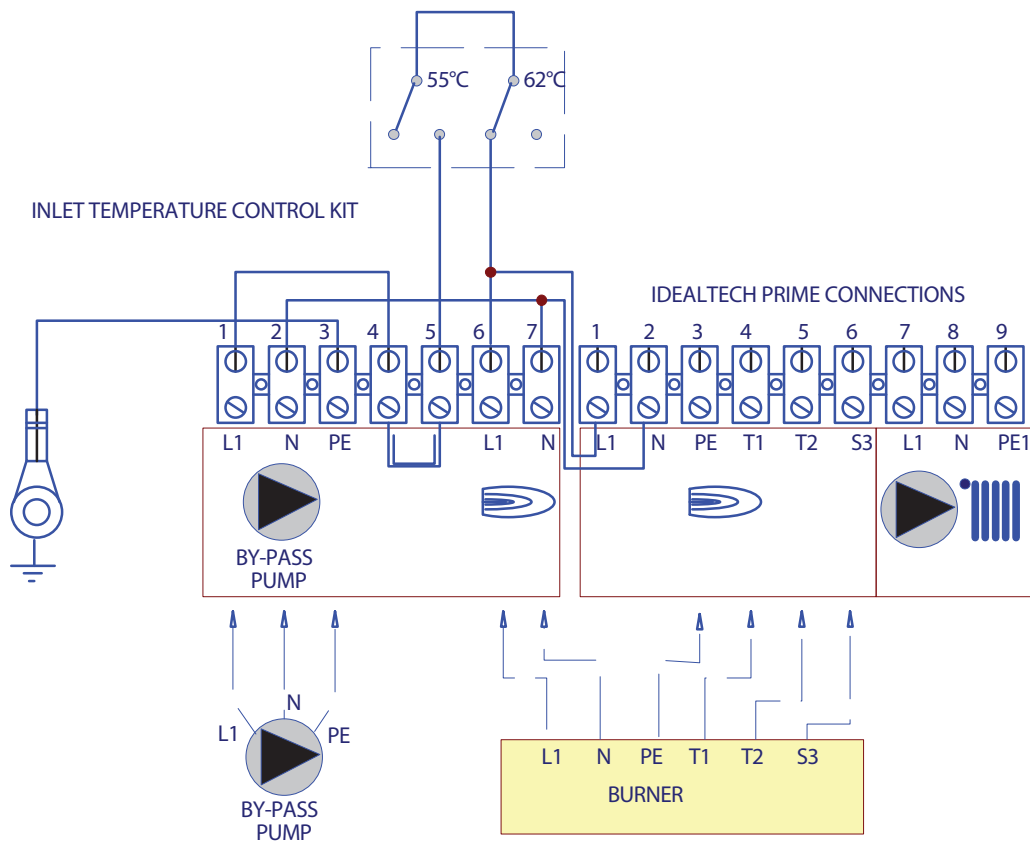 55°C 62°C
INLET TEMPERATURE CONTROL KIT
IDEALTECH PRIME CONNECTIONS
1 2 3 4 5 6 7 1 2 3 4 5 6 7 8 9
L1 N PE L1 N L1 N PE T1 T2 S3 L1 N PE1
BY-PASS
PUMP
L1 N PE
BY-PASS
PUMP
L1 N PE T1 T2 S3
BURNER